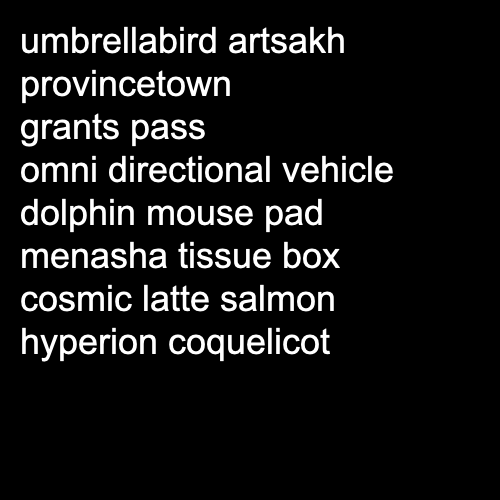 umbrellabird artsakh
provincetown
grants pass
omni directional vehicle
dolphin mouse pad
menasha tissue box
cosmic latte salmon
hyperion coquelicot